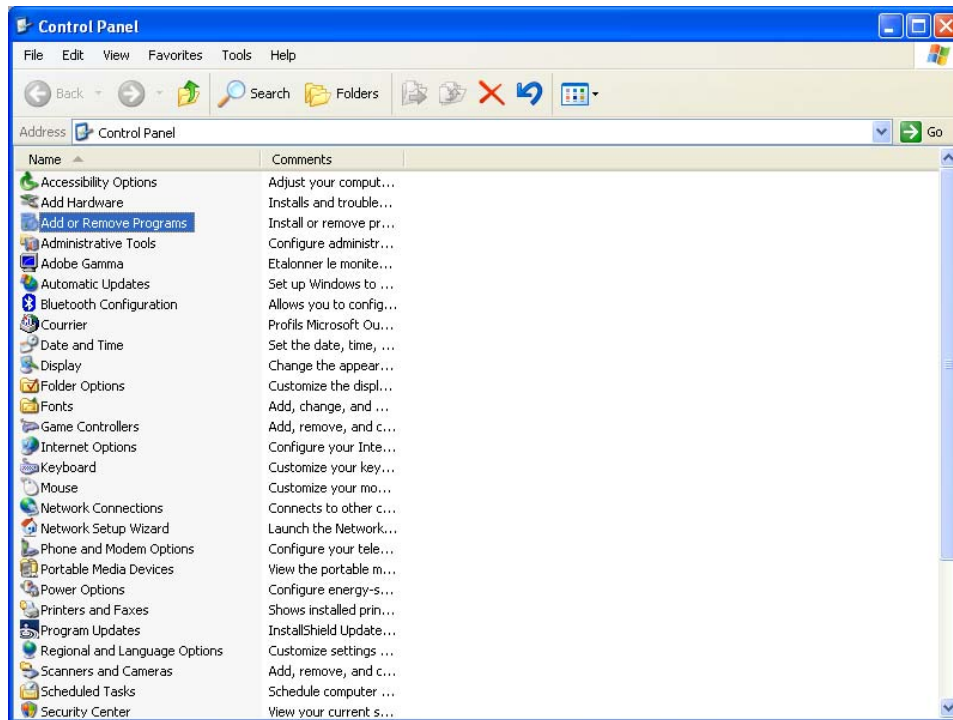 Control Panel
File Edit View Favorites Tools Help
Back Search Folders
Address Control Panel Go
Name Comments
Accessibility Options Adjust your comput...
Add Hardware Installs and trouble...
Add or Remove Programs Install or remove pr...
Administrative Tools Configure administr...
Adobe Gamma Etalonner le monite...
Automatic Updates Set up Windows to ...
Bluetooth Configuration Allows you to config...
Courrier Profils Microsoft Ou...
Date and Time Set the date, time, ...
Display Change the appear...
Folder Options Customize the displ...
Fonts Add, change, and ...
Game Controllers Add, remove, and c...
Internet Options Configure your Inte...
Keyboard Customize your key...
Mouse Customize your mo...
Network Connections Connects to other c...
Network Setup Wizard Launch the Network...
Phone and Modem Options Configure your tele...
Portable Media Devices View the portable m...
Power Options Configure energy-s...
Printers and Faxes Shows installed prin...
Program Updates InstallShield Update...
Regional and Language Options Customize settings ...
Scanners and Cameras Add, remove, and c...
Scheduled Tasks Schedule computer ...
Security Center View your current s...